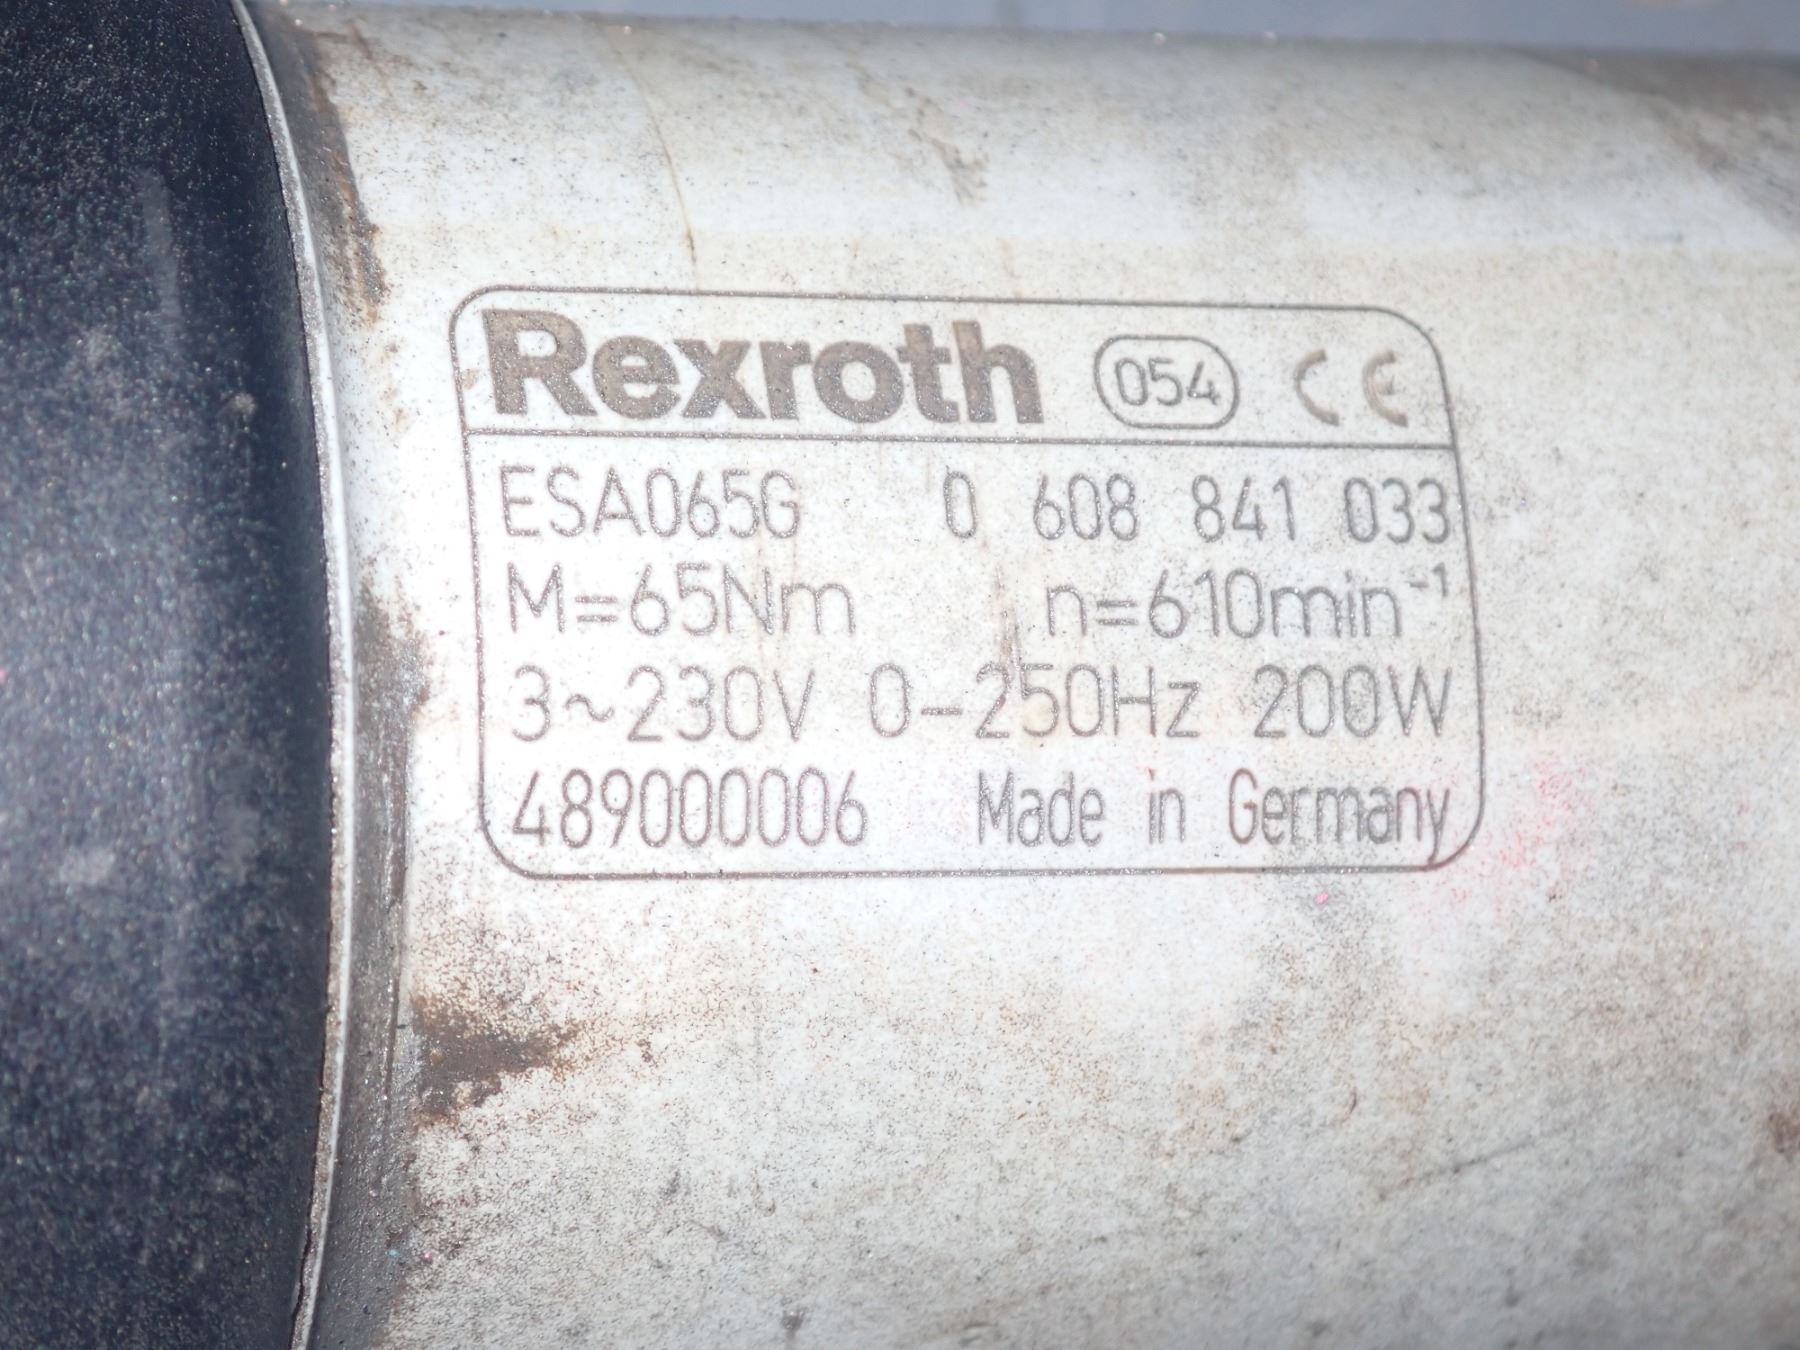 Rexroth 054 CE
ESA065G 0 608 841 033
M=65Nm n=610min⁻¹
3~230V 0-250Hz 200W
489000006 Made in Germany